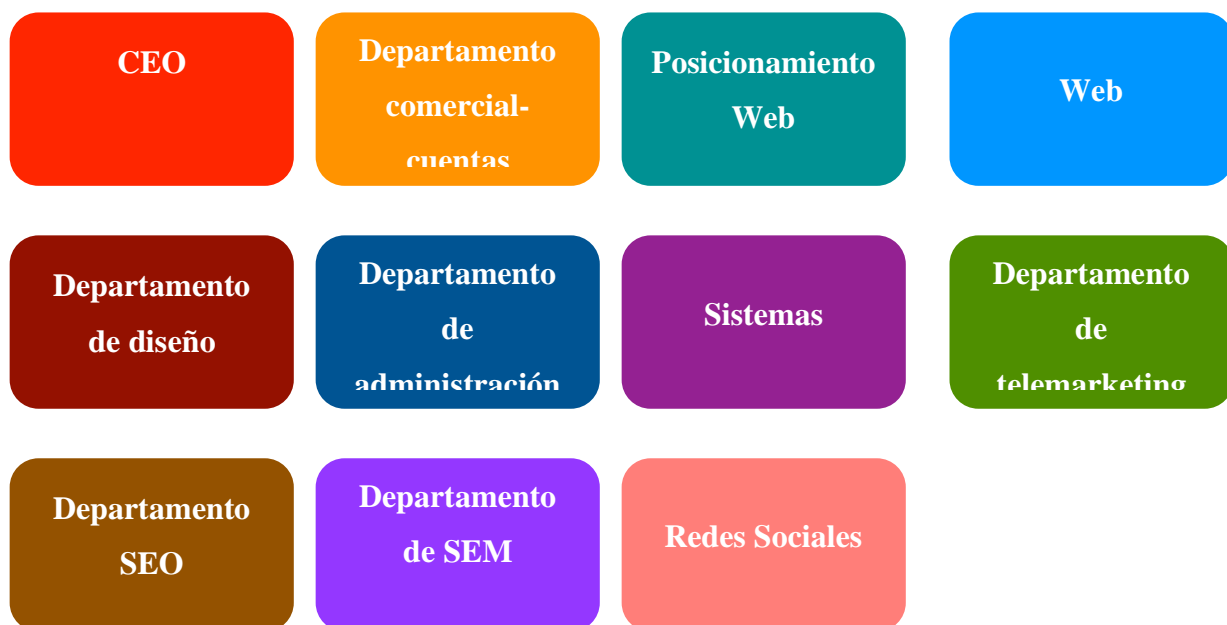 CEO
Departamento
comercial-
cuentas
Posicionamiento
Web
Web
Departamento
de diseño
Departamento
de
administración
Sistemas
Departamento
de
telemarketing
Departamento
SEO
Departamento
de SEM
Redes Sociales